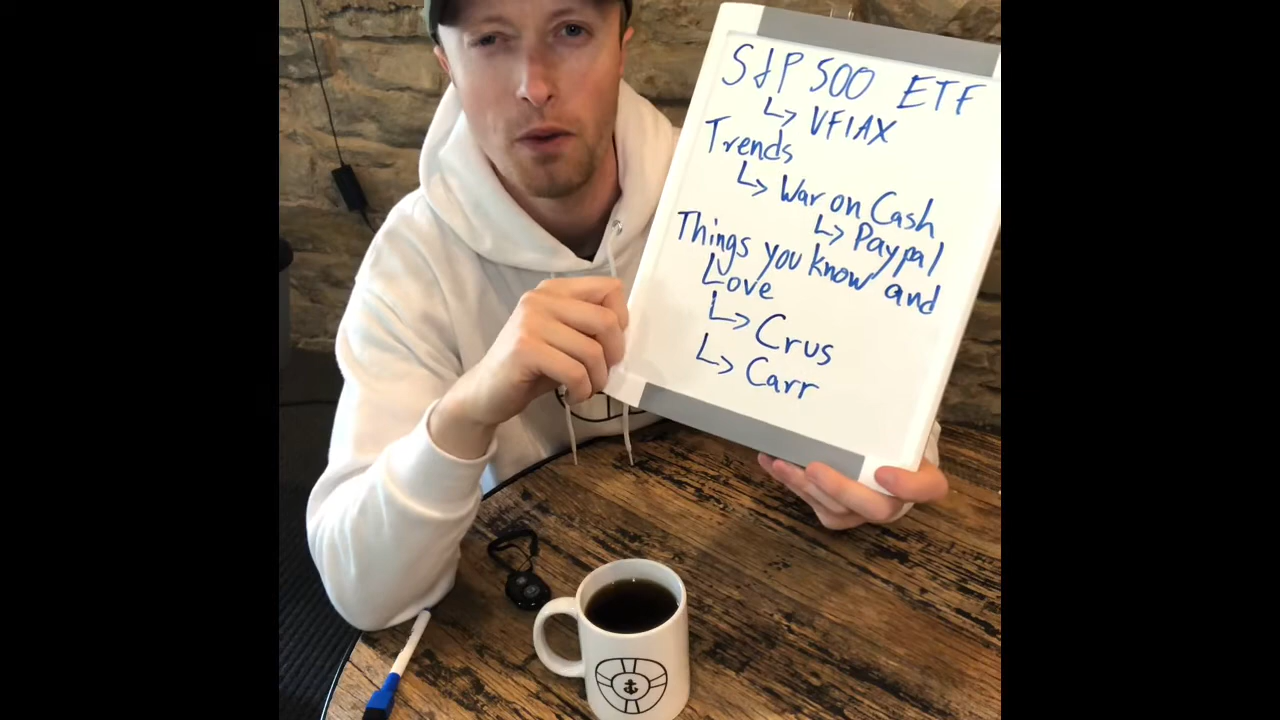 S&P 500 ETF
↳ VFIAX
Trends
↳ War on Cash
↳ Paypal
Things you know and
Love
↳ Crus
↳ Carr